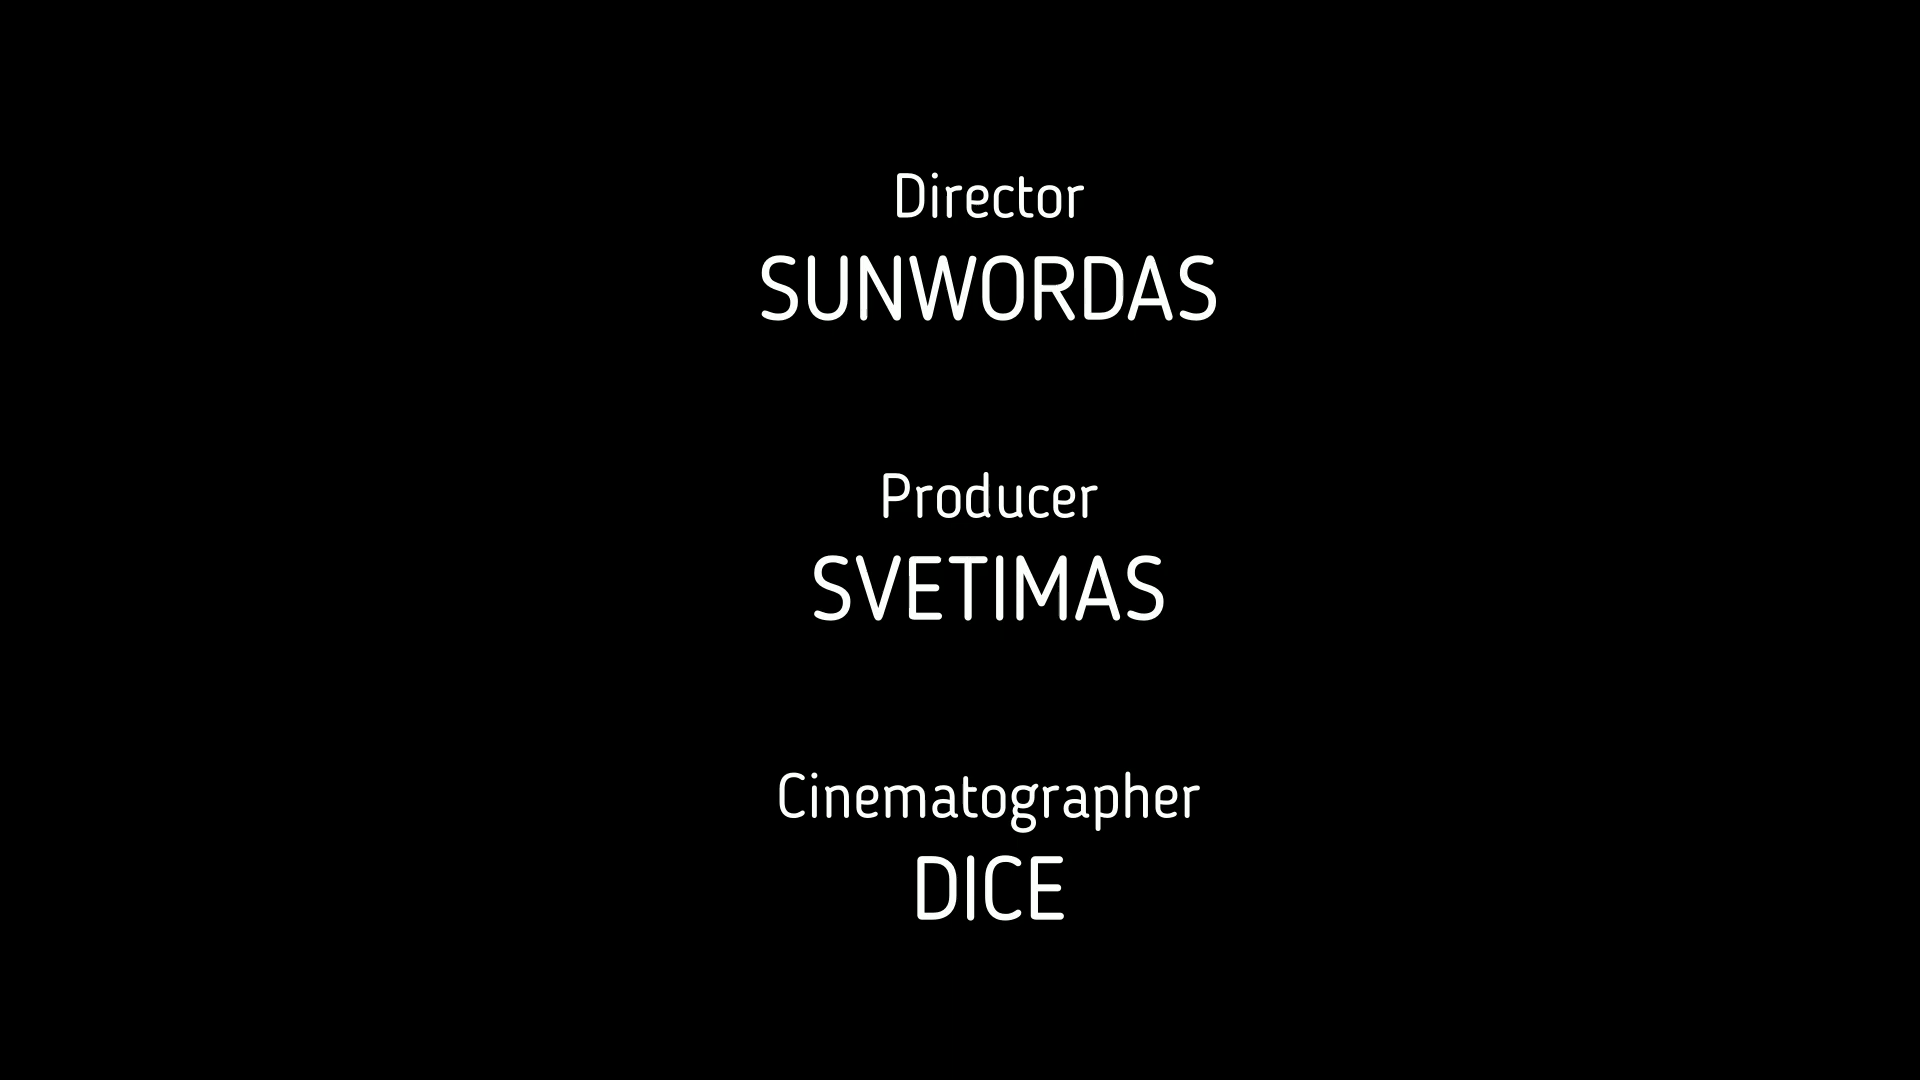 Director
SUNWORDAS
Producer
SVETIMAS
Cinematographer
DICE